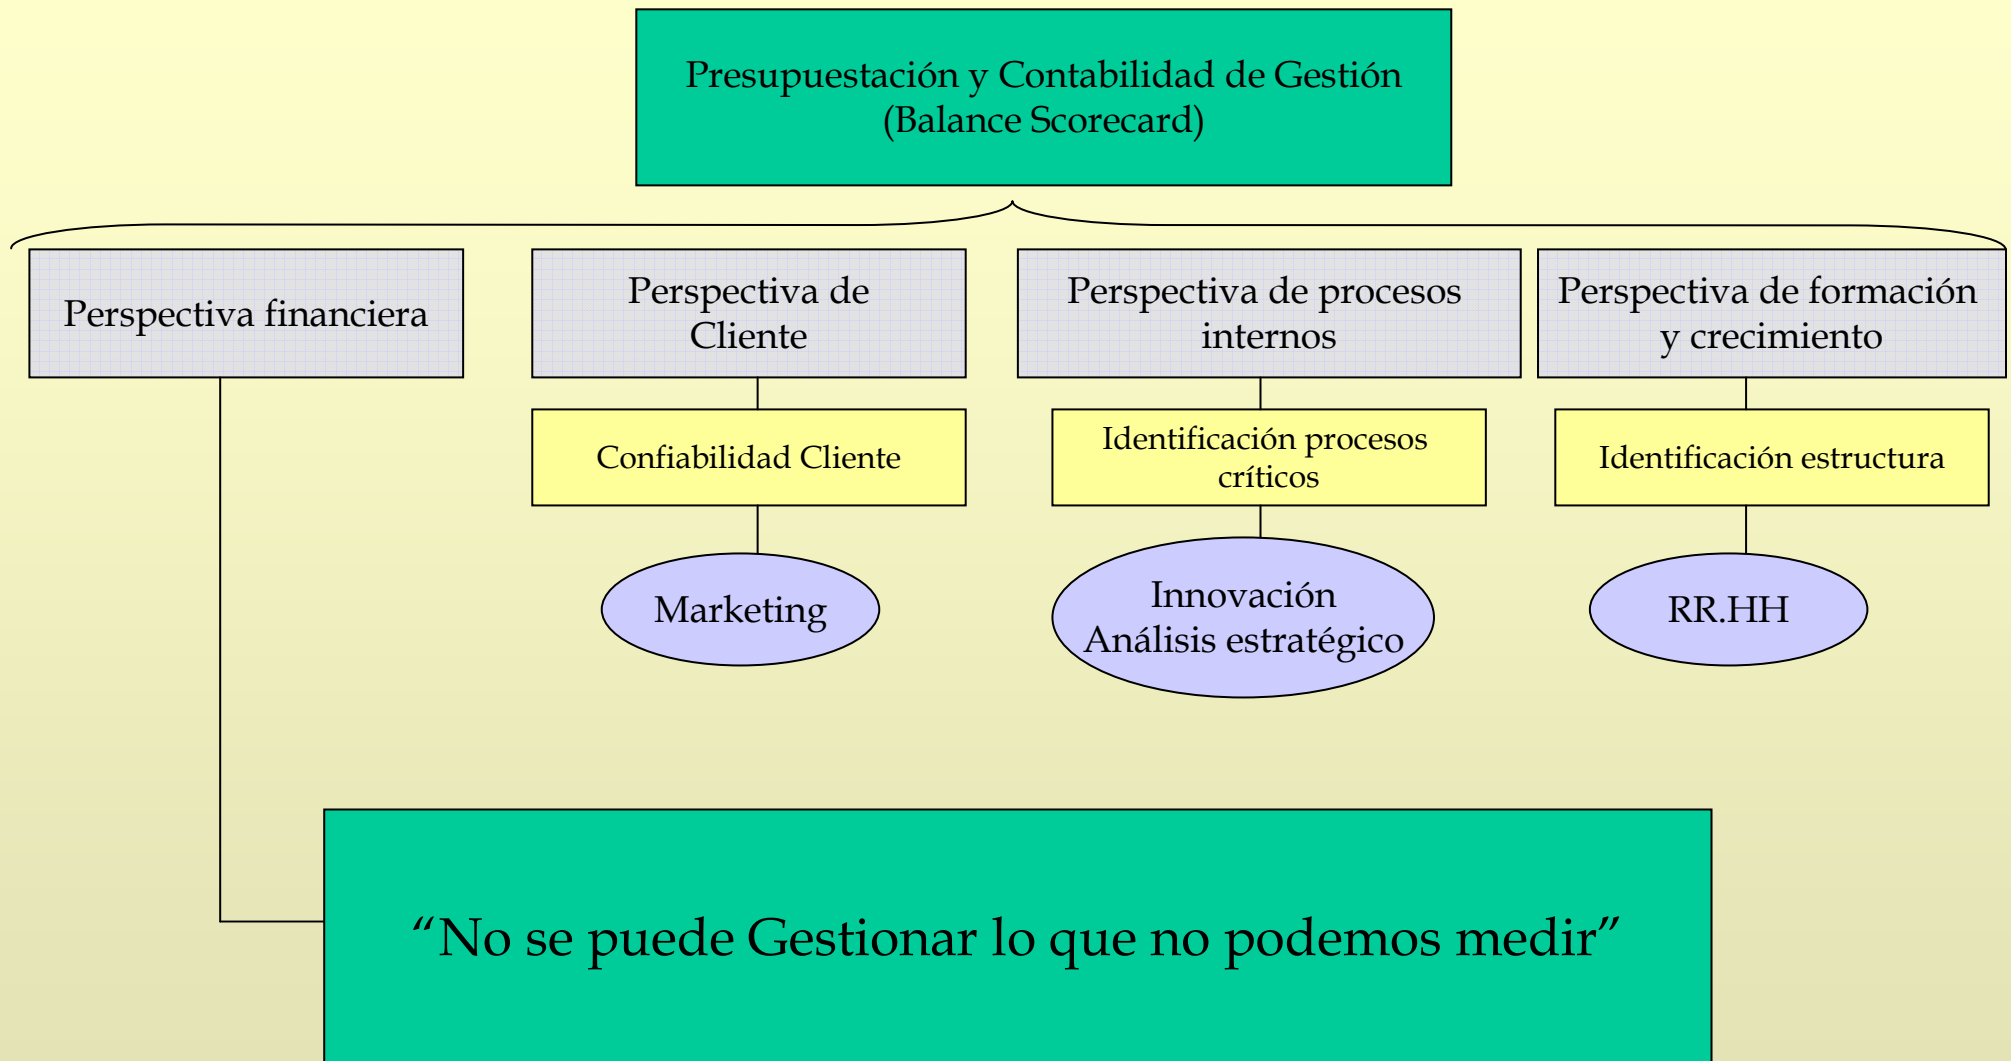 Presupuestación y Contabilidad de Gestión
(Balance Scorecard)
Perspectiva financiera
Perspectiva de
Cliente
Perspectiva de procesos
internos
Perspectiva de formación
y crecimiento
Confiabilidad Cliente
Identificación procesos
críticos
Identificación estructura
Marketing
Innovación
Análisis estratégico
RR.HH
“No se puede Gestionar lo que no podemos medir”